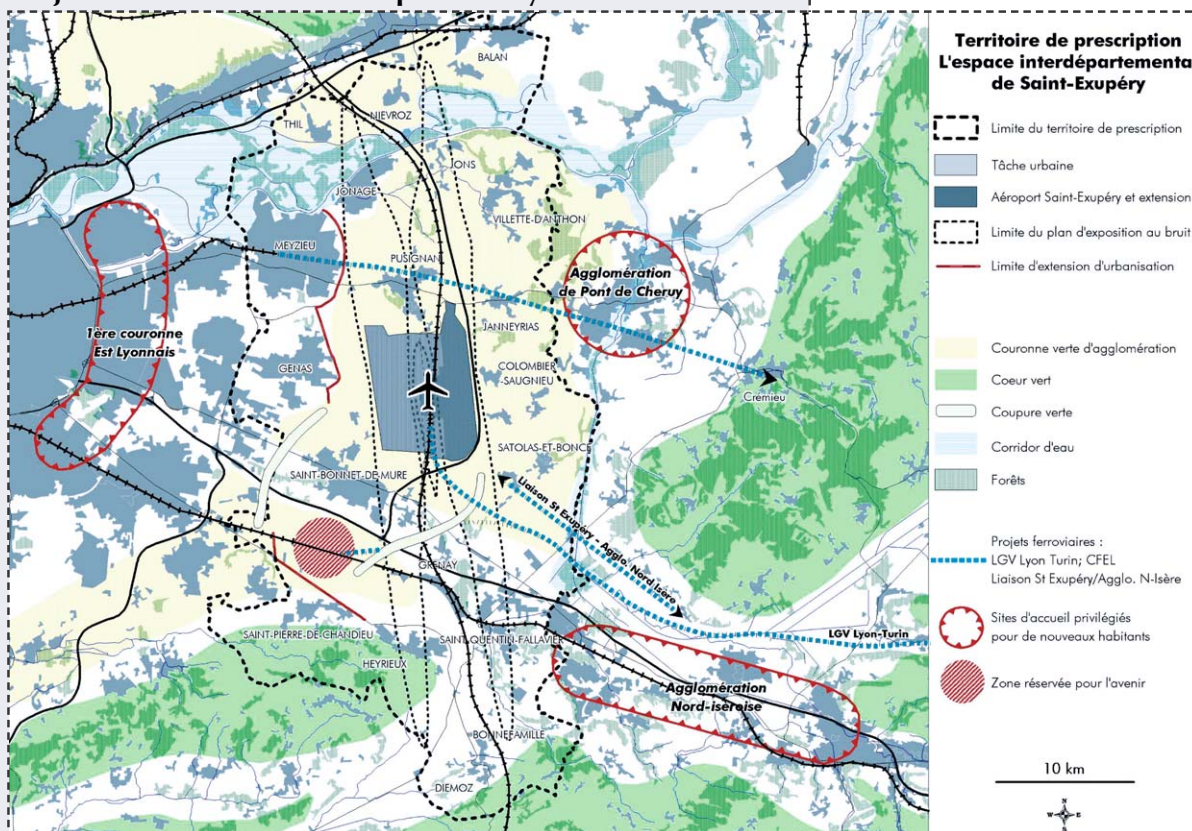 Territoire de prescription
L'espace interdépartementa
de Saint-Exupéry
Limite du territoire de prescription
Tâche urbaine
Aéroport Saint-Exupéry et extension
Limite du plan d'exposition au bruit
Limite d'extension d'urbanisation
Couronne verte d'agglomération
Coeur vert
Coupure verte
Corridor d'eau
Forêts
Projets ferroviaires :
LGV Lyon Turin; CFEL
Liaison St Exupéry/Agglo. N-Isère
Sites d'accueil privilégiés
pour de nouveaux habitants
Zone réservée pour l'avenir
10 km
N
W
E
S
BALAN
THIL
NIEVROZ
JONS
JONAGE
VILLETTE-D'ANTHON
MEYZIEU
PUSIGNAN
Agglomération
de Pont de Cheruy
1ère couronne
Est Lyonnais
JANNEYRIAS
GENAS
COLOMBIER
-SAUGNIEU
Crémieu
SATOLAS-ET-BONCE
SAINT-BONNET-DE-MURE
Liaison St Exupéry - Agglo. Nord Isère
GRENAY
SAINT-PIERRE-DE-CHANDIEU
SAINT-QUENTIN-FALLAVIER
LGV Lyon-Turin
HEYRIEUX
Agglomération
Nord-iséroise
BONNEFAMILLE
DIEMOZ